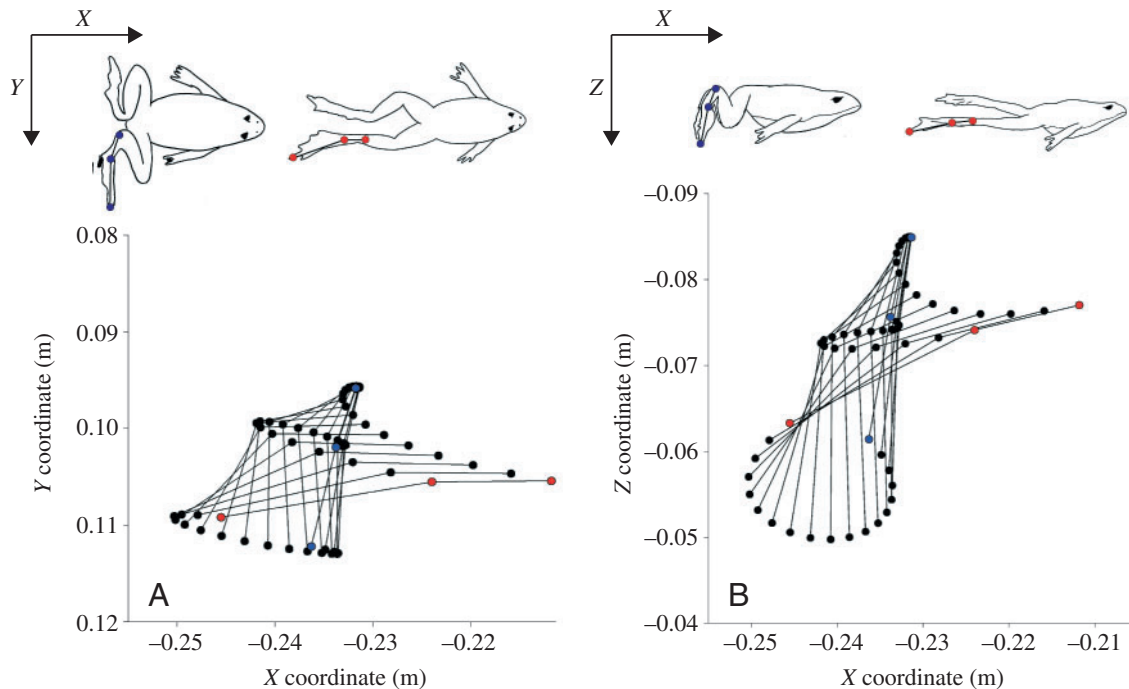 X
Y
X
Z
0.08
0.09
0.10
0.11
0.12
Y coordinate (m)
A
–0.25
–0.24
–0.23
–0.22
X coordinate (m)
–0.09
–0.08
–0.07
–0.06
–0.05
–0.04
Z coordinate (m)
B
–0.25
–0.24
–0.23
–0.22
–0.21
X coordinate (m)